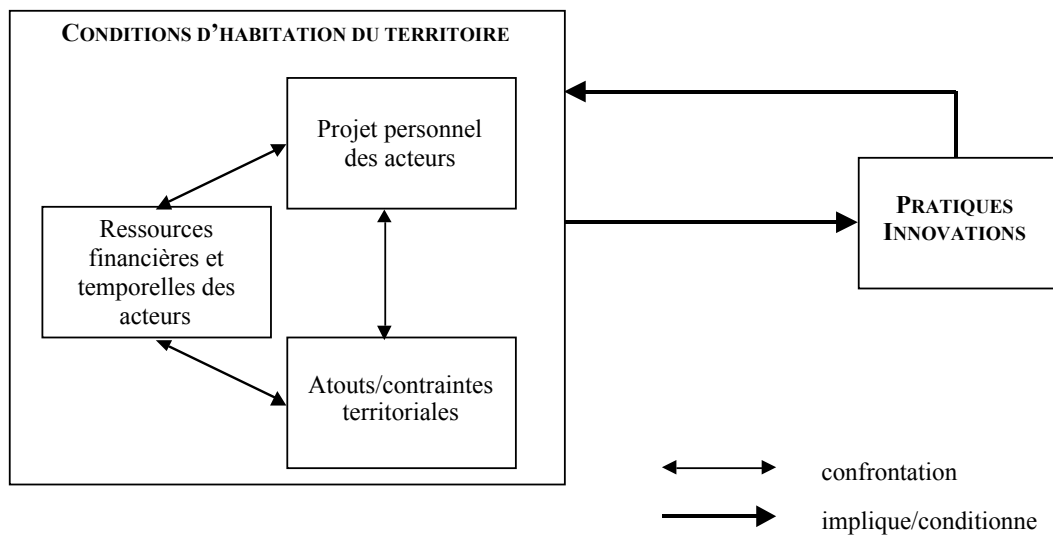 CONDITIONS D’HABITATION DU TERRITOIRE
Projet personnel
des acteurs
Ressources
financières et
temporelles des
acteurs
Atouts/contraintes
territoriales
PRATIQUES
INNOVATIONS
confrontation
implique/conditionne